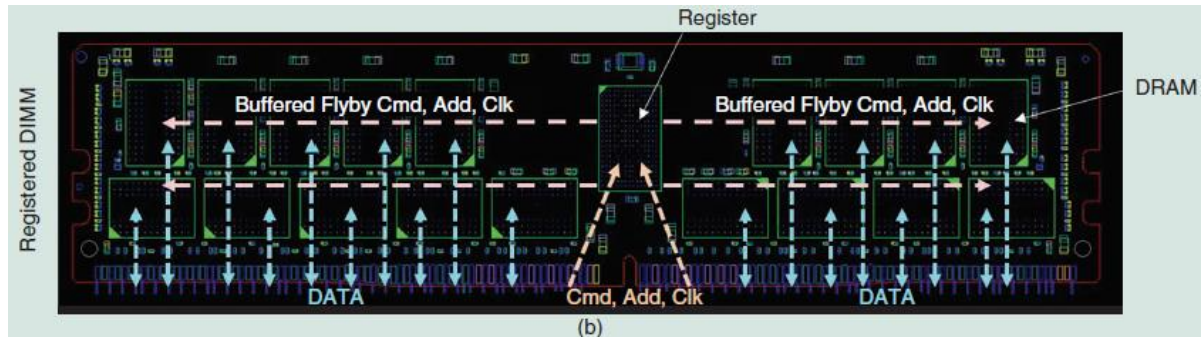 Register
Registered DIMM
Buffered Flyby Cmd, Add, Clk
Buffered Flyby Cmd, Add, Clk
DRAM
DATA
Cmd, Add, Clk
DATA
(b)